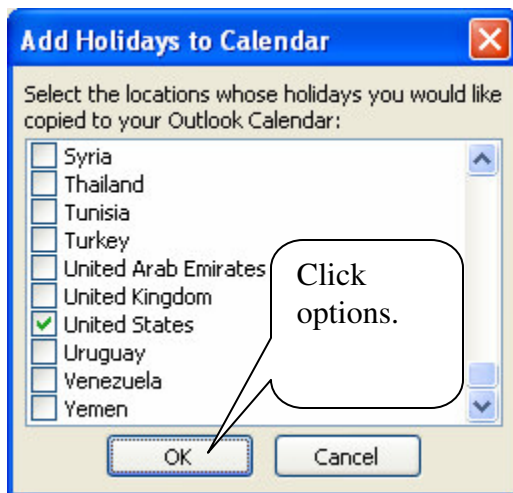 Add Holidays to Calendar
Select the locations whose holidays you would like
copied to your Outlook Calendar:
Syria
Thailand
Tunisia
Turkey
United Arab Emirates
United Kingdom
United States
Uruguay
Venezuela
Yemen
Click
options.
OK
Cancel